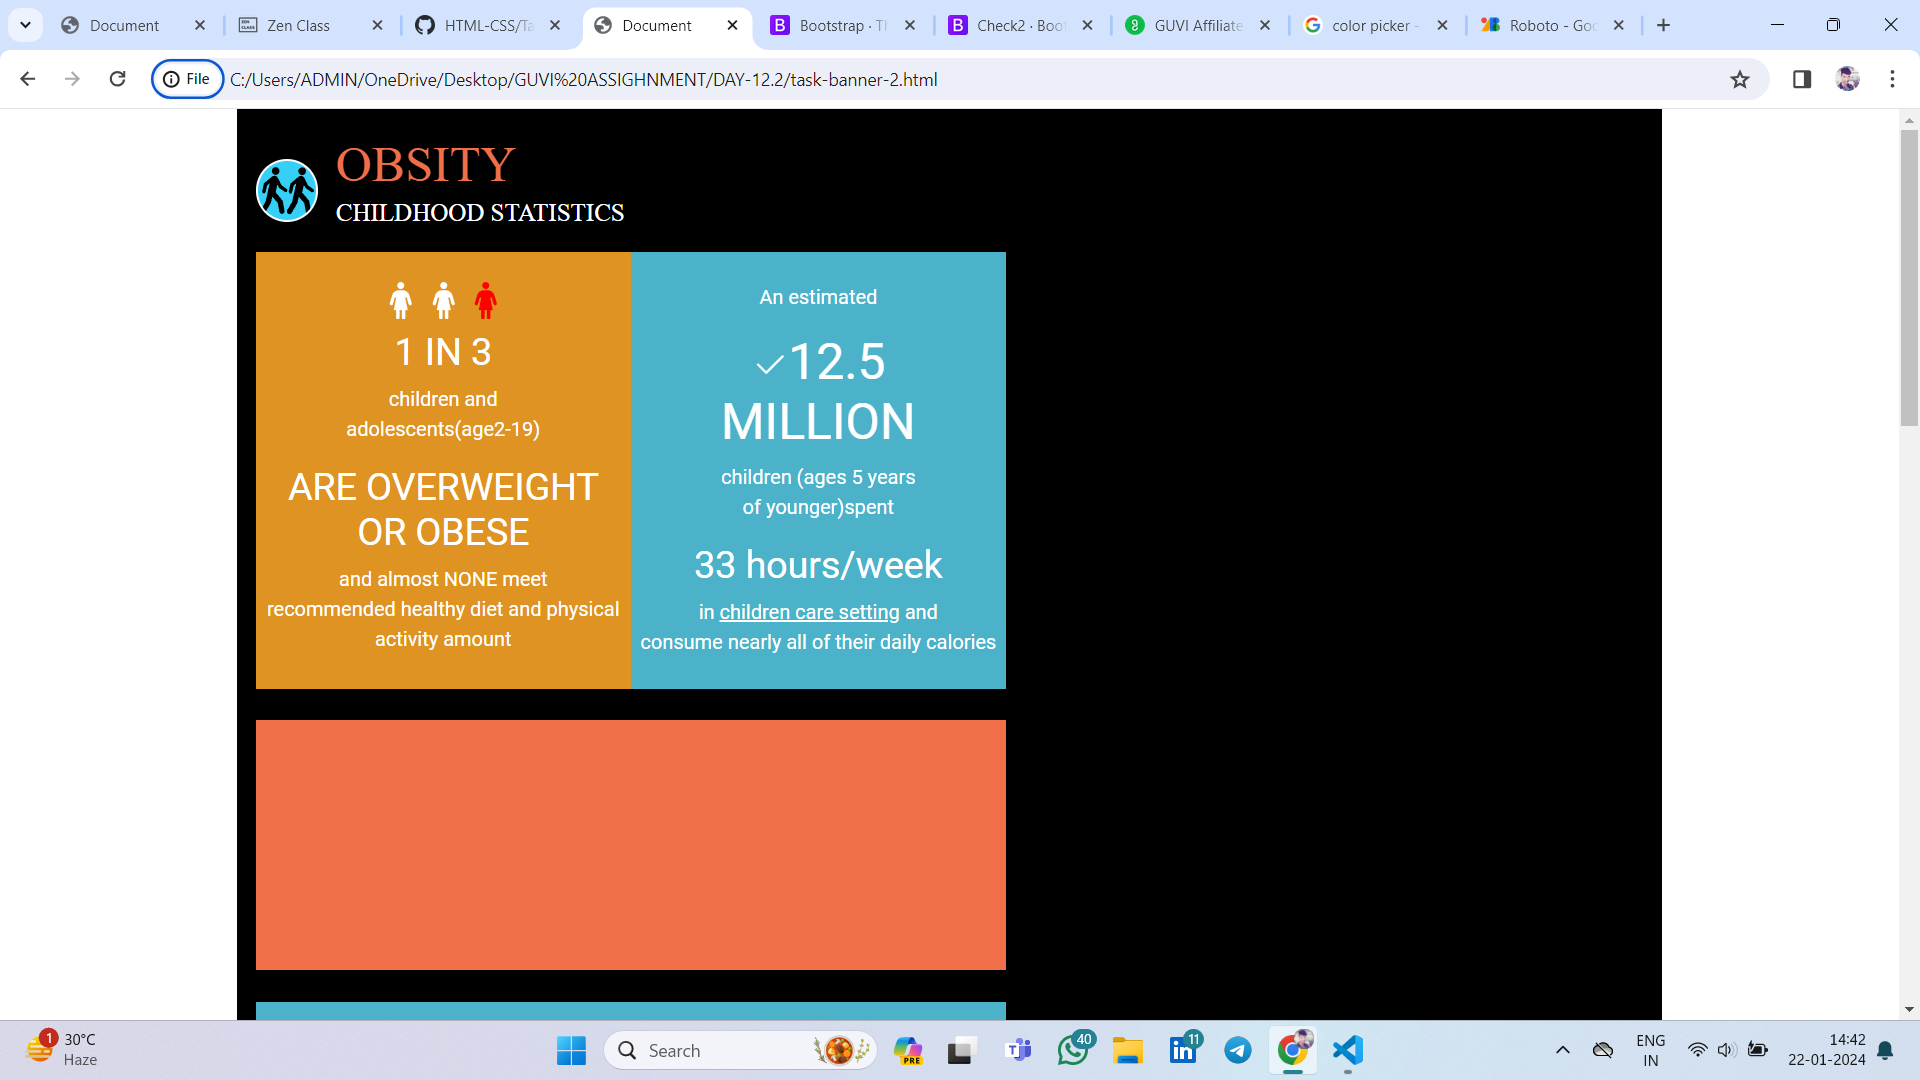 Document
Zen Class
HTML-CSS/Ta
Document
Bootstrap · Th
Check2 · Boot
GUVI Affiliate
color picker -
Roboto - Goo
File
C:/Users/ADMIN/OneDrive/Desktop/GUVI%20ASSIGHNMENT/DAY-12.2/task-banner-2.html
OBSITY
CHILDHOOD STATISTICS
1 IN 3
children and
adolescents(age2-19)
ARE OVERWEIGHT
OR OBESE
and almost NONE meet
recommended healthy diet and physical
activity amount
An estimated
12.5
MILLION
children (ages 5 years
of younger)spent
33 hours/week
in children care setting and
consume nearly all of their daily calories
1
30°C
Haze
Search
PRE
40
11
ENG
IN
14:42
22-01-2024